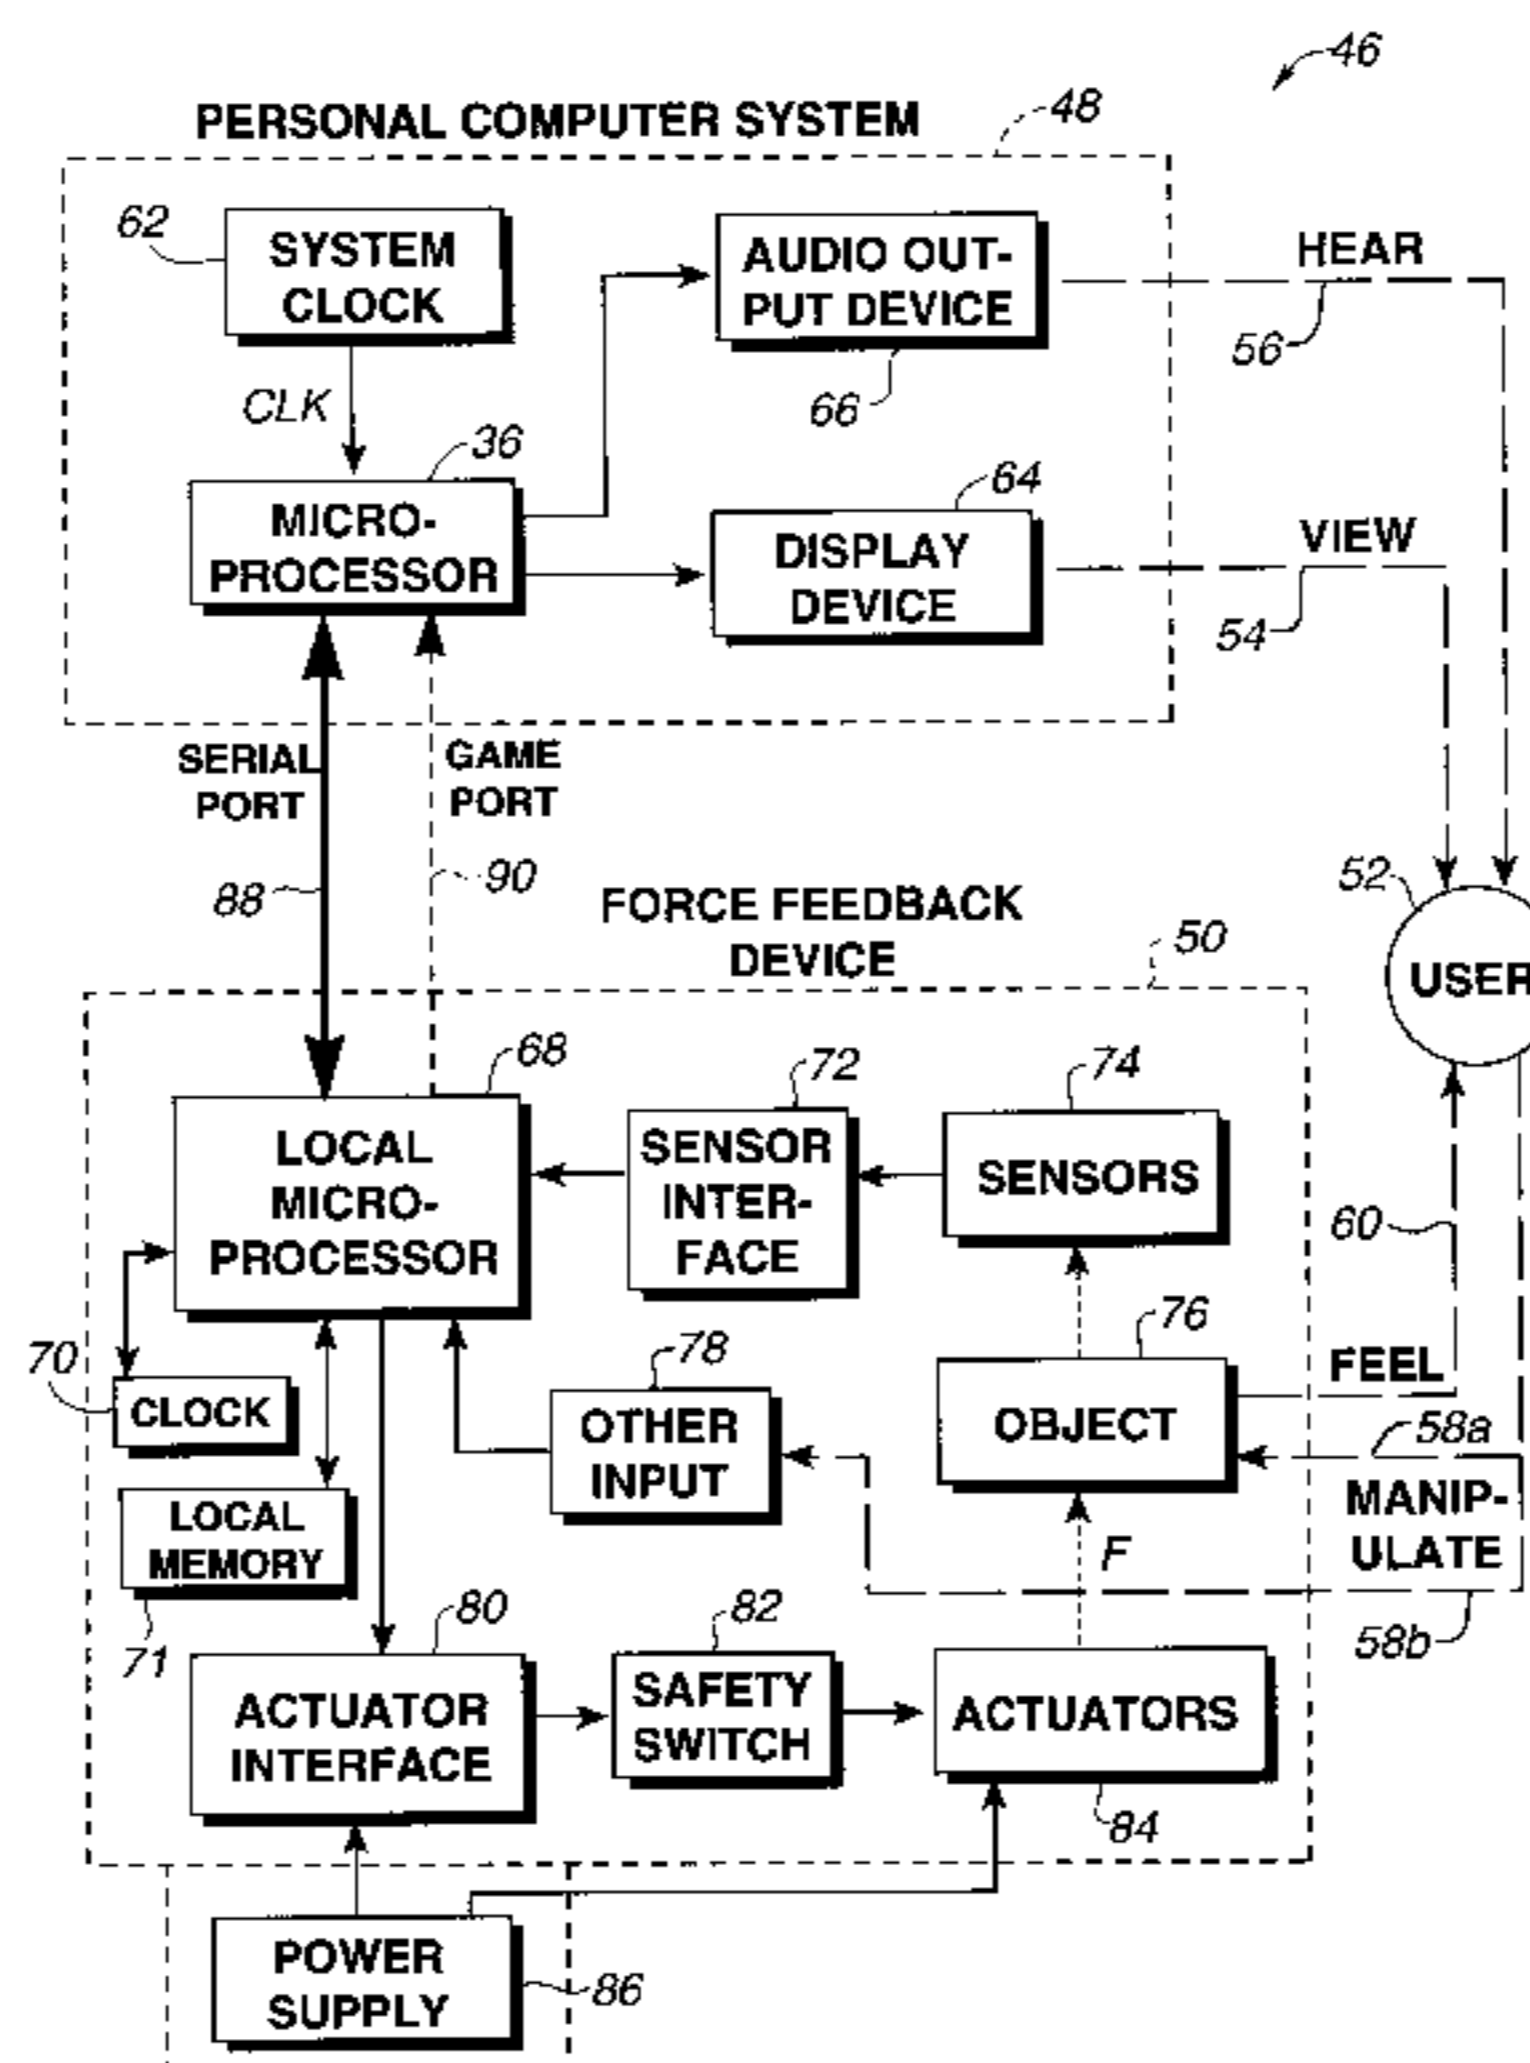 46
PERSONAL COMPUTER SYSTEM
48
62
SYSTEM
CLOCK
AUDIO OUT-
PUT DEVICE
66
HEAR
56
CLK
36
MICRO-
PROCESSOR
64
DISPLAY
DEVICE
VIEW
54
SERIAL
PORT
GAME
PORT
88
90
FORCE FEEDBACK
DEVICE
50
52
USER
68
LOCAL
MICRO-
PROCESSOR
72
SENSOR
INTER-
FACE
74
SENSORS
60
70
CLOCK
78
OTHER
INPUT
76
OBJECT
FEEL
58a
MANIP-
ULATE
58b
LOCAL
MEMORY
71
F
80
ACTUATOR
INTERFACE
82
SAFETY
SWITCH
ACTUATORS
84
POWER
SUPPLY
86